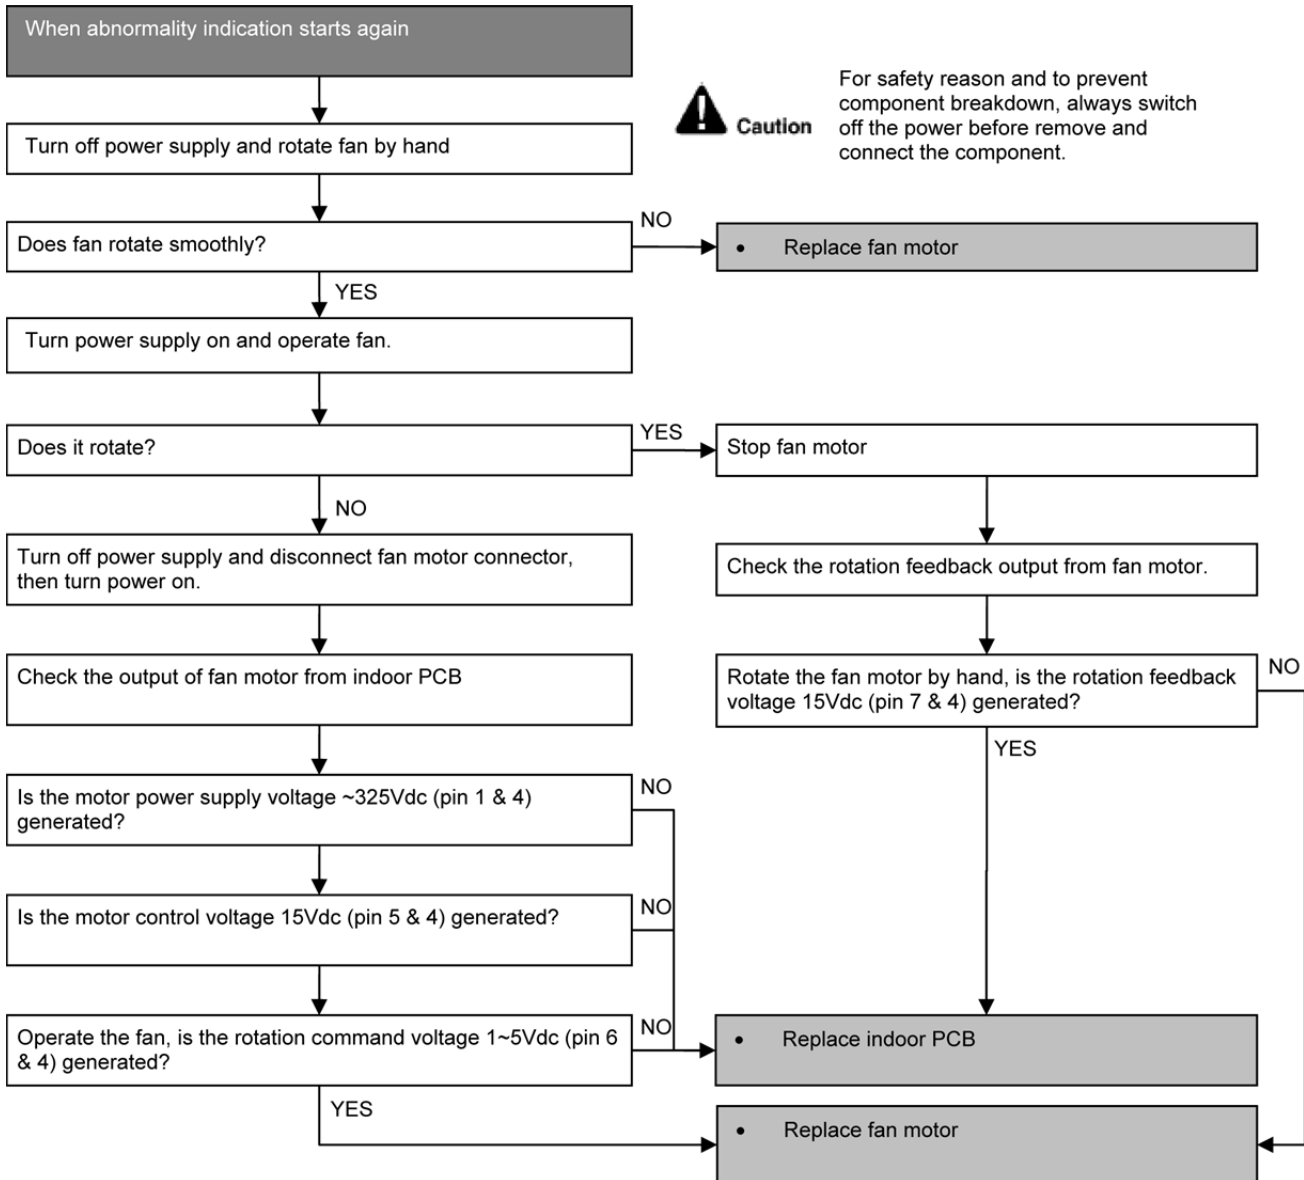 When abnormality indication starts again
For safety reason and to prevent
component breakdown, always switch
off the power before remove and
connect the component.
Caution
Turn off power supply and rotate fan by hand
Does fan rotate smoothly?
NO
• Replace fan motor
YES
Turn power supply on and operate fan.
Does it rotate?
YES
Stop fan motor
NO
Turn off power supply and disconnect fan motor connector,
then turn power on.
Check the rotation feedback output from fan motor.
Check the output of fan motor from indoor PCB
Rotate the fan motor by hand, is the rotation feedback
voltage 15Vdc (pin 7 & 4) generated?
NO
YES
Is the motor power supply voltage ~325Vdc (pin 1 & 4)
generated?
NO
Is the motor control voltage 15Vdc (pin 5 & 4) generated?
NO
Operate the fan, is the rotation command voltage 1~5Vdc (pin 6
& 4) generated?
NO
• Replace indoor PCB
YES
• Replace fan motor